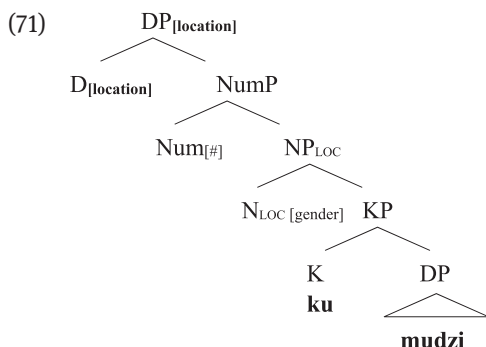 (71) DP[location]
D[location] NumP
Num[#] NPLOC
NLOC [gender] KP
K DP
ku
mudzi